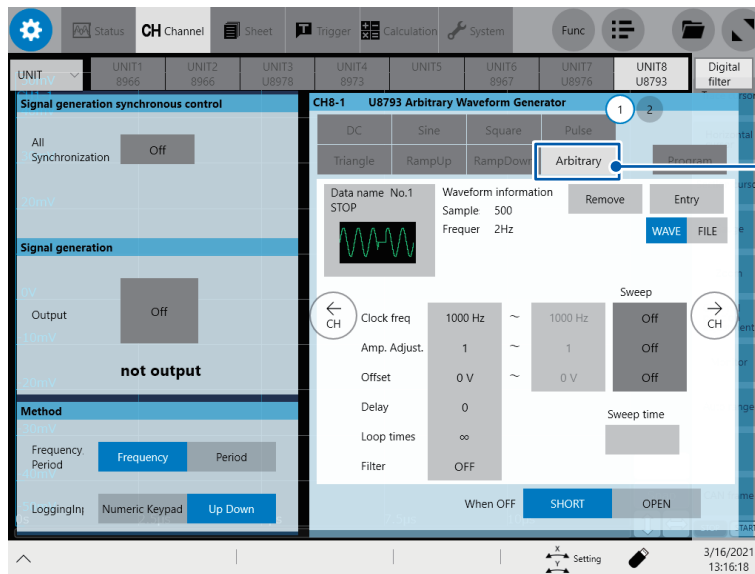 Status CH Channel Sheet Trigger Calculation System Func
UNIT UNIT1 8966 UNIT2 8966 UNIT3 U8978 UNIT4 8973 UNIT5 UNIT6 8967 UNIT7 U8976 UNIT8 U8793 Digital filter
Signal generation synchronous control
All Synchronization Off
Signal generation
Output Off
not output
Method
Frequency Period Frequency Period
LoggingInp Numeric Keypad Up Down
CH8-1 U8793 Arbitrary Waveform Generator 1 2
DC Sine Square Pulse
Triangle RampUp RampDown Arbitrary Program
Data name No.1
STOP
Waveform information
Sample 500
Frequer 2Hz
Remove Entry
WAVE FILE
Sweep
CH
Clock freq 1000 Hz ~ 1000 Hz Off
CH
Amp. Adjust. 1 ~ 1 Off
Offset 0 V ~ 0 V Off
Delay 0
Sweep time
Loop times ∞
Filter OFF
When OFF SHORT OPEN
X Y Setting
3/16/2021
13:16:18